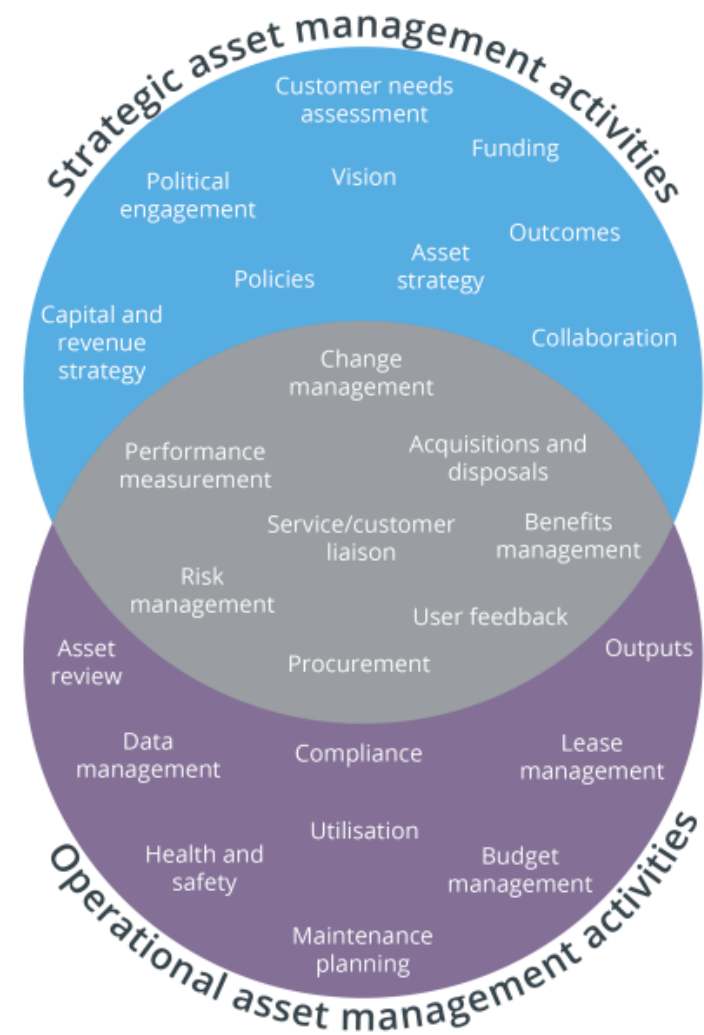 Strategic asset management activities
Customer needs
assessment
Funding
Political
engagement
Vision
Outcomes
Asset
strategy
Policies
Capital and
revenue
strategy
Collaboration
Change
management
Performance
measurement
Acquisitions and
disposals
Service/customer
liaison
Benefits
management
Risk
management
User feedback
Asset
review
Procurement
Outputs
Data
management
Compliance
Lease
management
Utilisation
Health and
safety
Budget
management
Maintenance
planning
Operational asset management activities